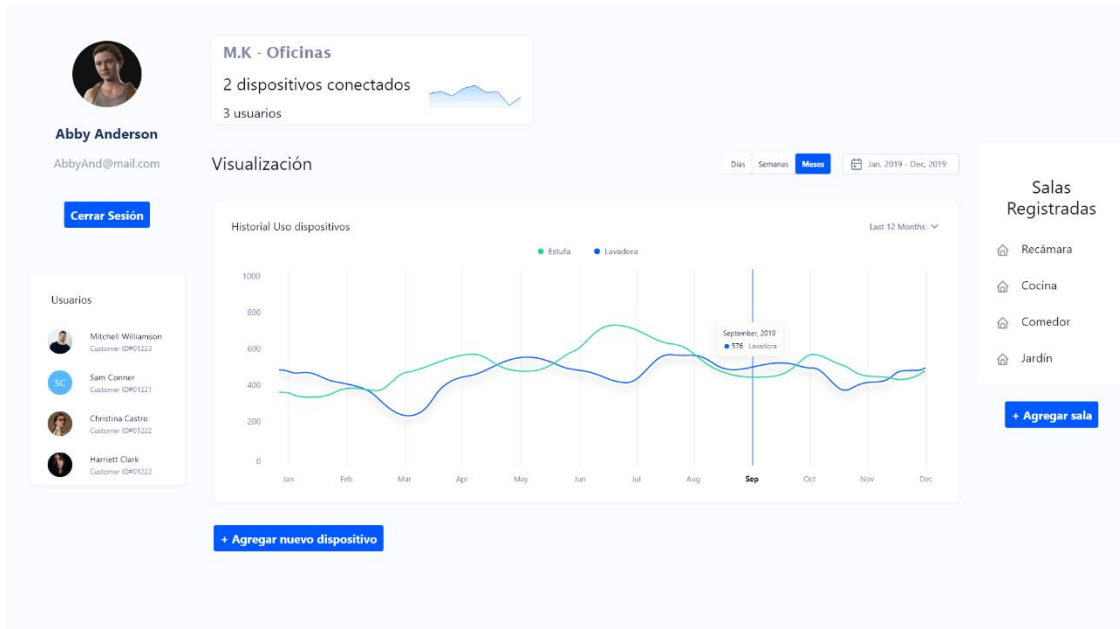 Abby Anderson
AbbyAnd@mail.com
Cerrar Sesión
Usuarios
Mitchell Williamson
Customer ID#01223
SC
Sam Conner
Customer ID#01221
Christina Castro
Customer ID#01222
Harriett Clark
Customer ID#01222
M.K - Oficinas
2 dispositivos conectados
3 usuarios
Visualización
Días Semanas Meses
Jan, 2019 - Dec, 2019
Historial Uso dispositivos
Last 12 Months
Estufa Lavadora
1000
800
600
400
200
0
September, 2019
576 Lavadora
Jan Feb Mar Apr May Jun Jul Aug Sep Oct Nov Dec
+ Agregar nuevo dispositivo
Salas
Registradas
Recámara
Cocina
Comedor
Jardín
+ Agregar sala